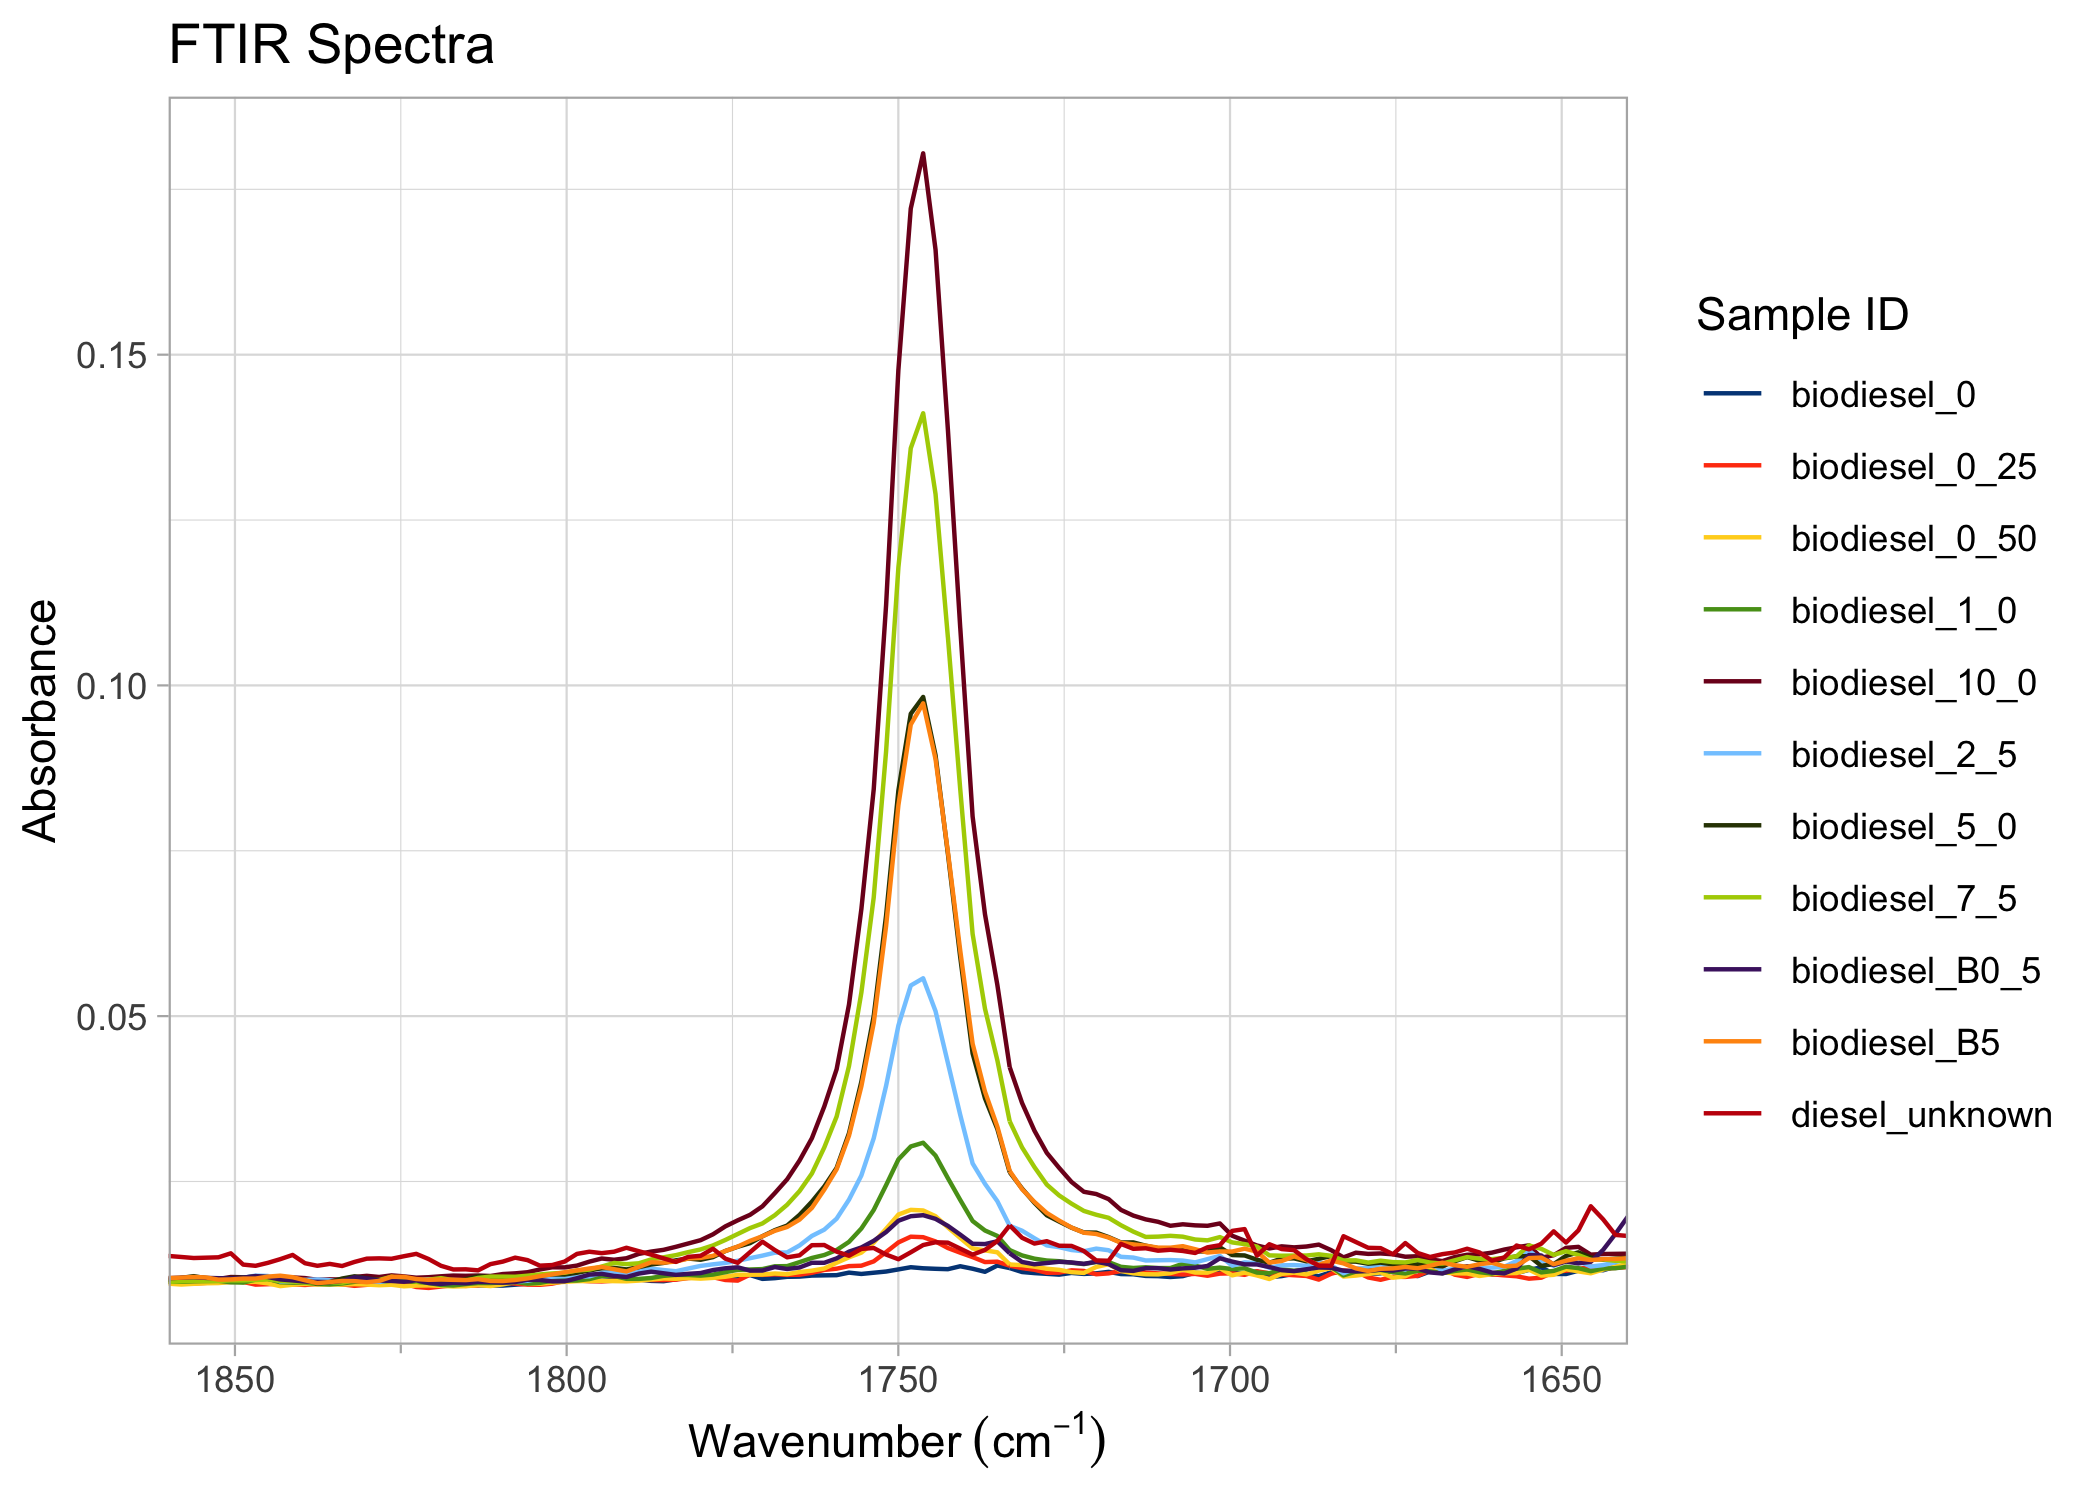 FTIR Spectra
Absorbance
0.15
0.10
0.05
1850
1800
1750
1700
1650
Wavenumber (cm⁻¹)
Sample ID
biodiesel_0
biodiesel_0_25
biodiesel_0_50
biodiesel_1_0
biodiesel_10_0
biodiesel_2_5
biodiesel_5_0
biodiesel_7_5
biodiesel_B0_5
biodiesel_B5
diesel_unknown